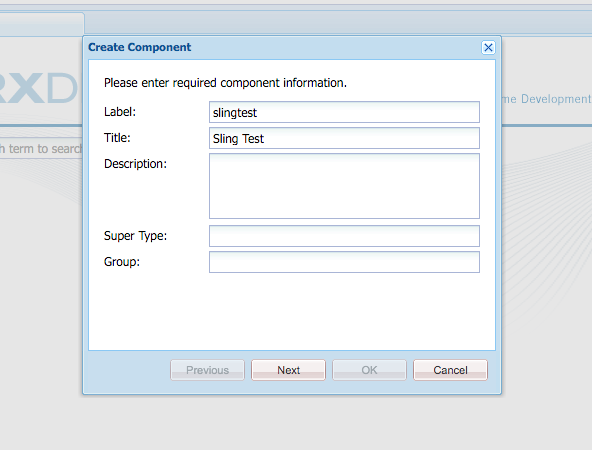 Create Component
RXD
Please enter required component information.
me Development
Label:
slingtest
Title:
Sling Test
h term to search
Description:
Super Type:
Group:
Previous
Next
OK
Cancel